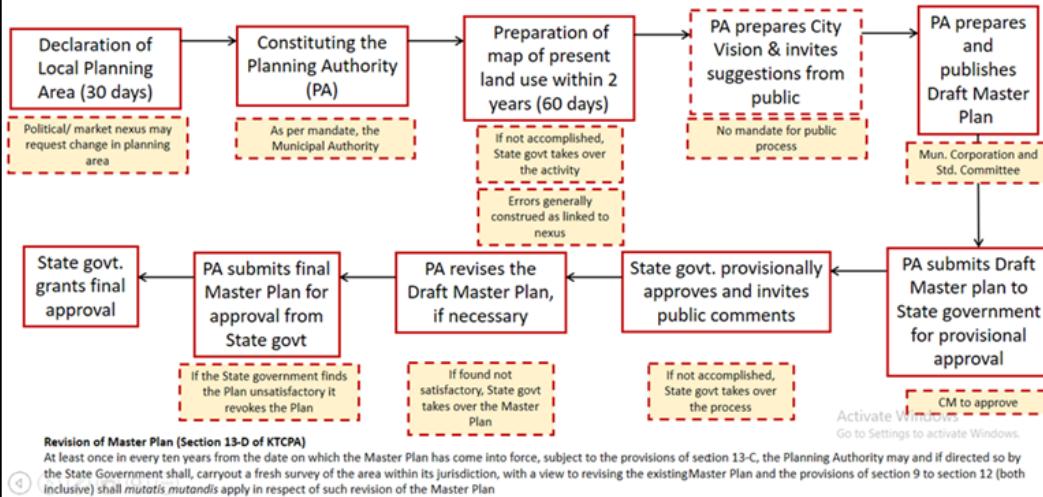 Declaration of
Local Planning
Area (30 days)
Political/ market nexus may
request change in planning
area
Constituting the
Planning Authority
(PA)
As per mandate, the
Municipal Authority
Preparation of
map of present
land use within 2
years (60 days)
If not accomplished,
State govt takes over
the activity
Errors generally
construed as linked to
nexus
PA prepares City
Vision & invites
suggestions from
public
No mandate for public
process
PA prepares
and
publishes
Draft Master
Plan
Mun. Corporation and
Std. Committee
PA submits Draft
Master plan to
State government
for provisional
approval
CM to approve
State govt. provisionally
approves and invites
public comments
If not accomplished,
State govt takes over
the process
PA revises the
Draft Master Plan,
if necessary
If found not
satisfactory, State govt
takes over the Master
Plan
PA submits final
Master Plan for
approval from
State govt
If the State government finds
the Plan unsatisfactory it
revokes the Plan
State govt.
grants final
approval
Activate Windows
Go to Settings to activate Windows.
Revision of Master Plan (Section 13-D of KTCPA)
At least once in every ten years from the date on which the Master Plan has come into force, subject to the provisions of section 13-C, the Planning Authority may and if directed so by
the State Government shall, carryout a fresh survey of the area within its jurisdiction, with a view to revising the existingMaster Plan and the provisions of section 9 to section 12 (both
inclusive) shall mutatis mutandis apply in respect of such revision of the Master Plan